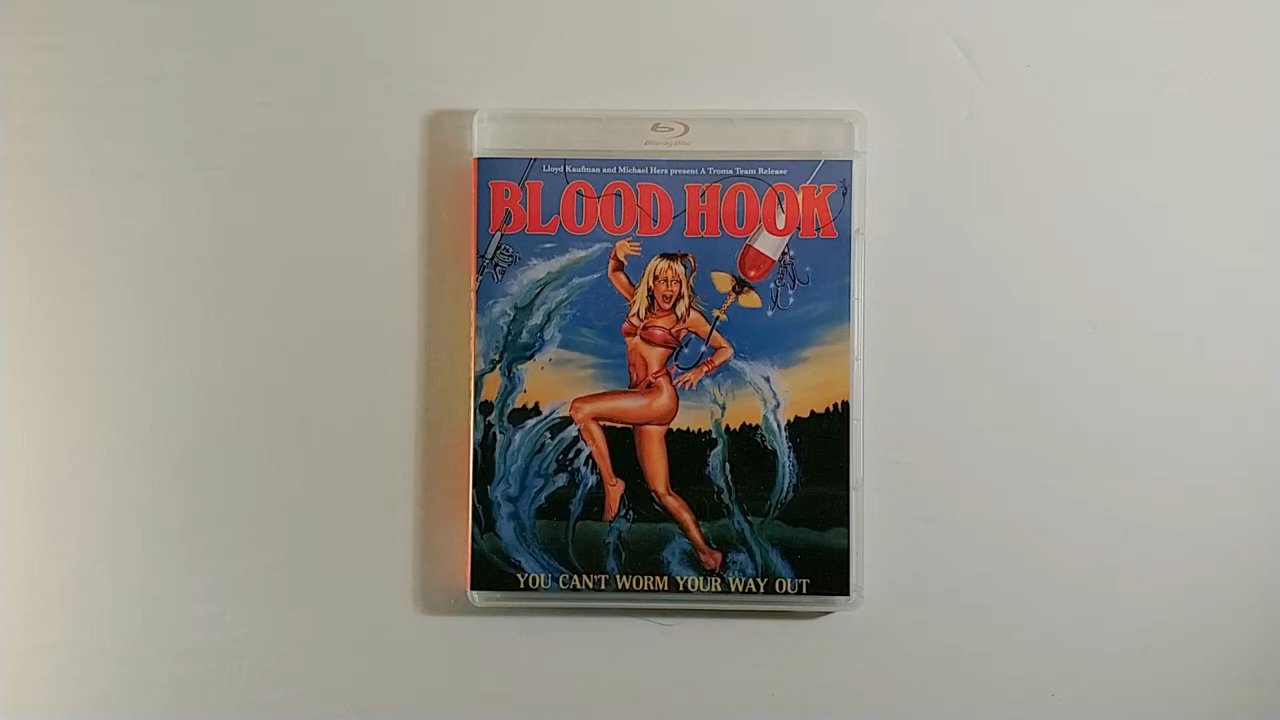 Blu-ray Disc
Lloyd Kaufman and Michael Herz present A Troma Team Release
BLOOD HOOK
YOU CAN'T WORM YOUR WAY OUT